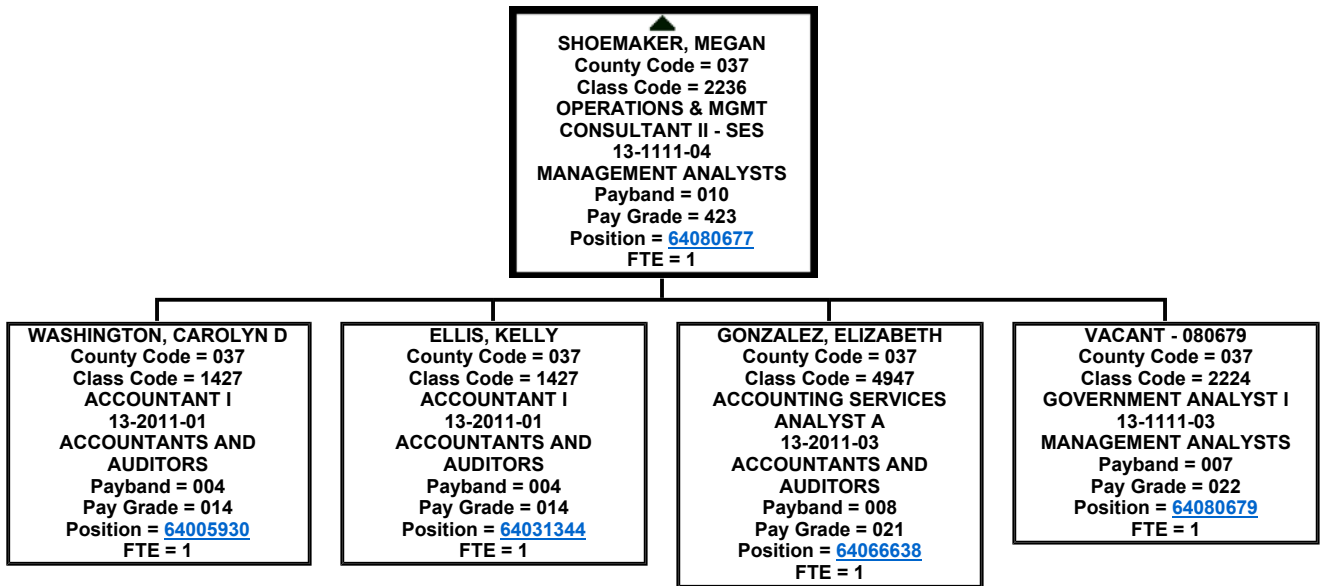 SHOEMAKER, MEGAN
County Code = 037
Class Code = 2236
OPERATIONS & MGMT
CONSULTANT II - SES
13-1111-04
MANAGEMENT ANALYSTS
Payband = 010
Pay Grade = 423
Position = 64080677
FTE = 1
WASHINGTON, CAROLYN D
County Code = 037
Class Code = 1427
ACCOUNTANT I
13-2011-01
ACCOUNTANTS AND
AUDITORS
Payband = 004
Pay Grade = 014
Position = 64005930
FTE = 1
ELLIS, KELLY
County Code = 037
Class Code = 1427
ACCOUNTANT I
13-2011-01
ACCOUNTANTS AND
AUDITORS
Payband = 004
Pay Grade = 014
Position = 64031344
FTE = 1
GONZALEZ, ELIZABETH
County Code = 037
Class Code = 4947
ACCOUNTING SERVICES
ANALYST A
13-2011-03
ACCOUNTANTS AND
AUDITORS
Payband = 008
Pay Grade = 021
Position = 64066638
FTE = 1
VACANT - 080679
County Code = 037
Class Code = 2224
GOVERNMENT ANALYST I
13-1111-03
MANAGEMENT ANALYSTS
Payband = 007
Pay Grade = 022
Position = 64080679
FTE = 1